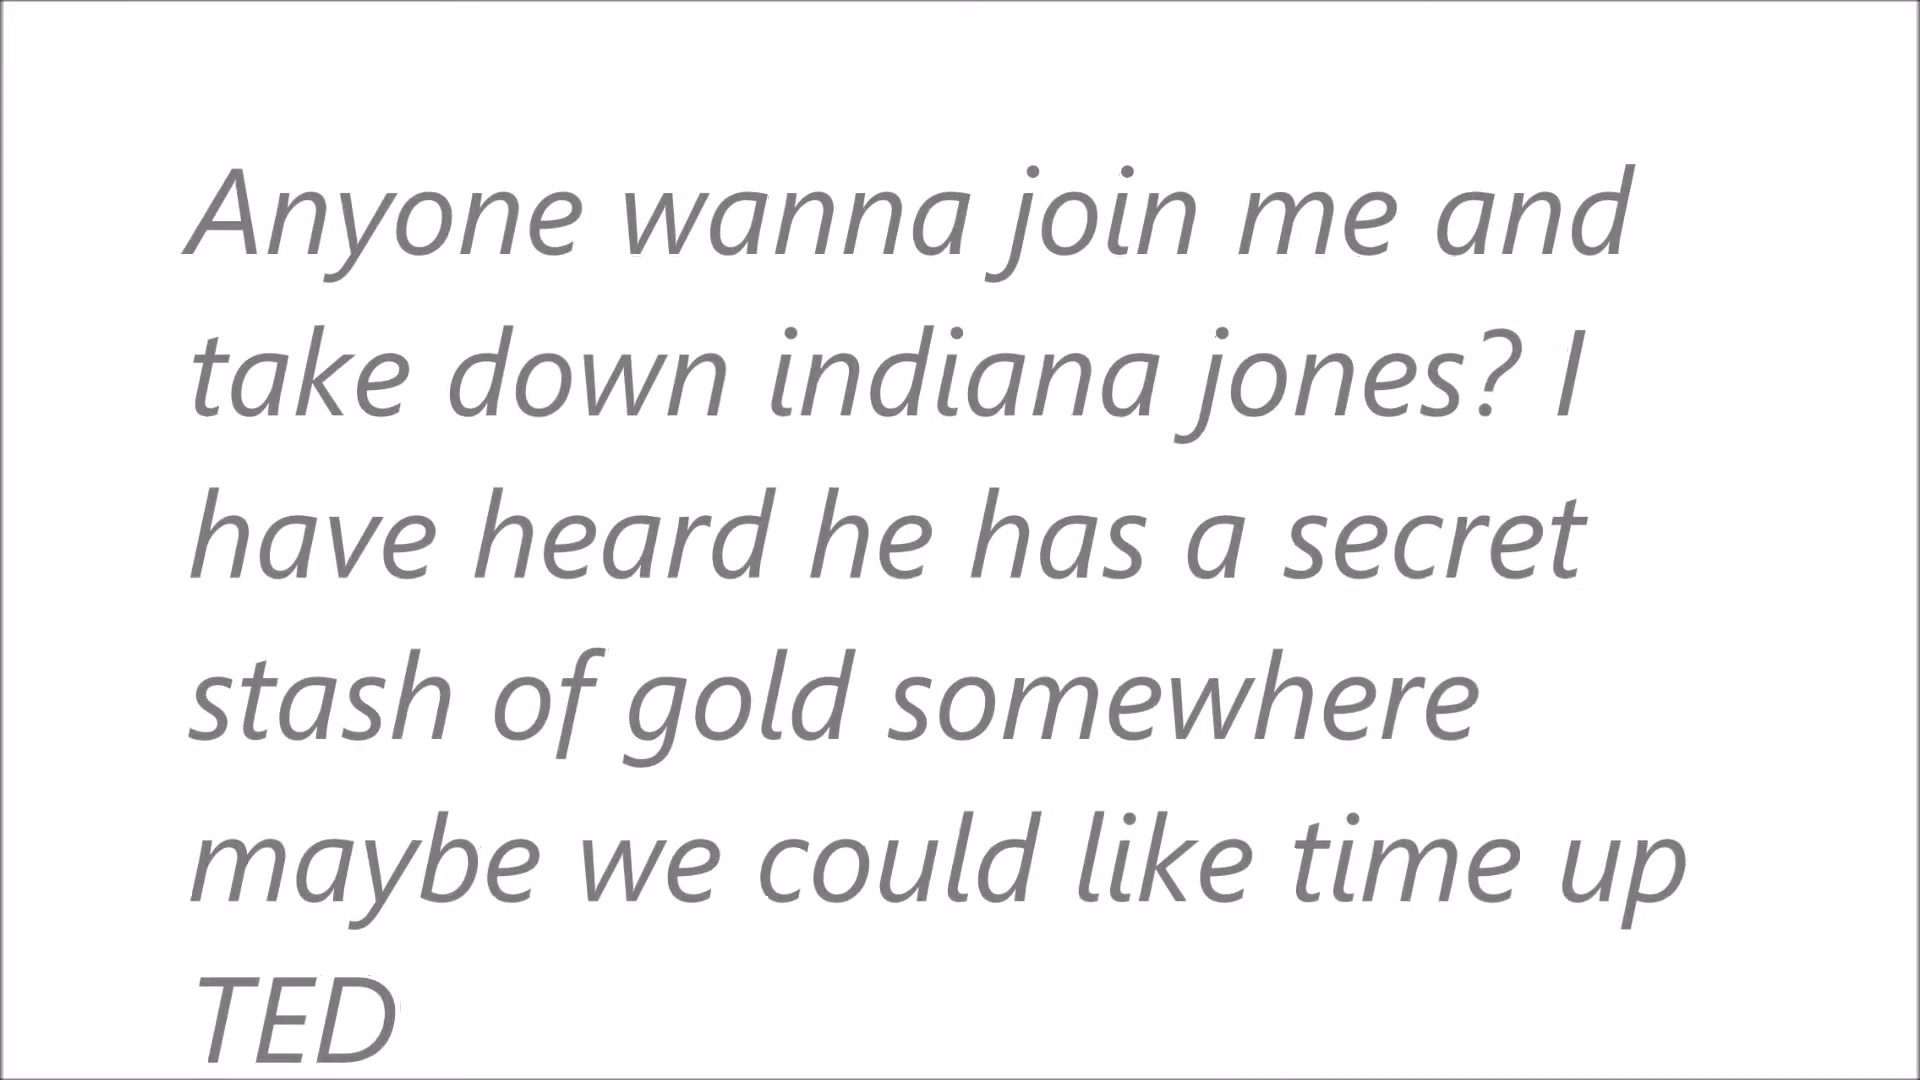 Anyone wanna join me and
take down indiana jones? I
have heard he has a secret
stash of gold somewhere
maybe we could like time up
TED